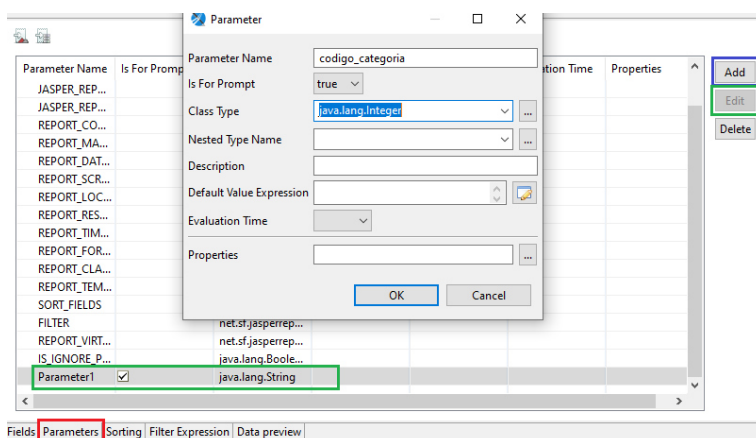 Parameter
Parameter Name codigo_categoria
Is For Prompt true
Class Type java.lang.Integer ...
Nested Type Name ...
Description
Default Value Expression
Evaluation Time
Properties ...
OK Cancel
Parameter Name Is For Promp tion Time Properties
JASPER_REP...
JASPER_REP...
REPORT_CO...
REPORT_MA...
REPORT_DAT...
REPORT_SCR...
REPORT_LOC...
REPORT_RES...
REPORT_TIM...
REPORT_FOR...
REPORT_CLA...
REPORT_TEM...
SORT_FIELDS
FILTER net.sf.jasperrep...
REPORT_VIRT... net.sf.jasperrep...
IS_IGNORE_P... java.lang.Boole...
Parameter1 java.lang.String
Add
Edit
Delete
Fields Parameters Sorting Filter Expression Data preview